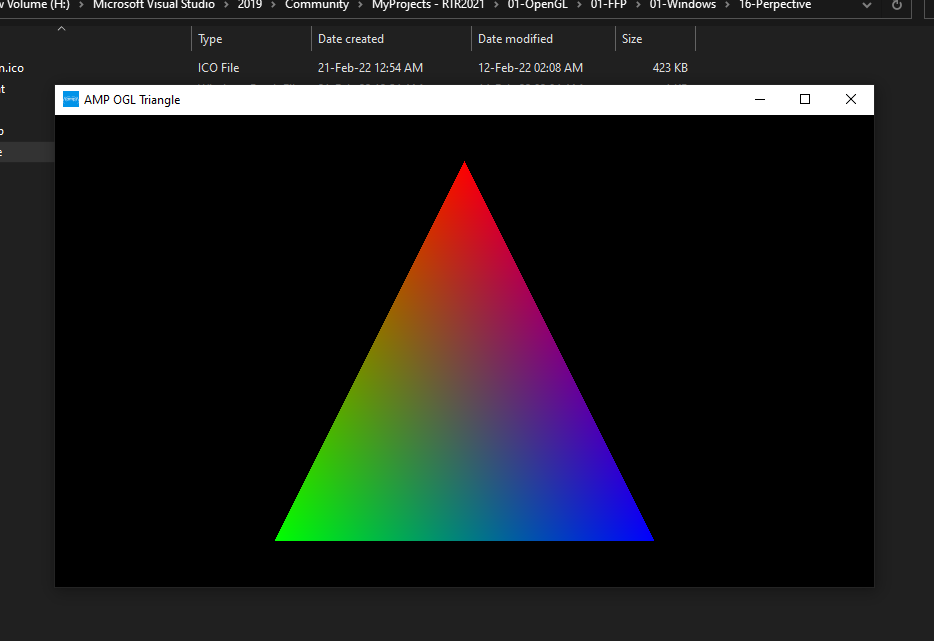 w Volume (H:) > Microsoft Visual Studio > 2019 > Community > MyProjects - RTR2021 > 01-OpenGL > 01-FFP > 01-Windows > 16-Perpective
Type Date created Date modified Size
n.ico ICO File 21-Feb-22 12:54 AM 12-Feb-22 02:08 AM 423 KB
AMP OGL Triangle